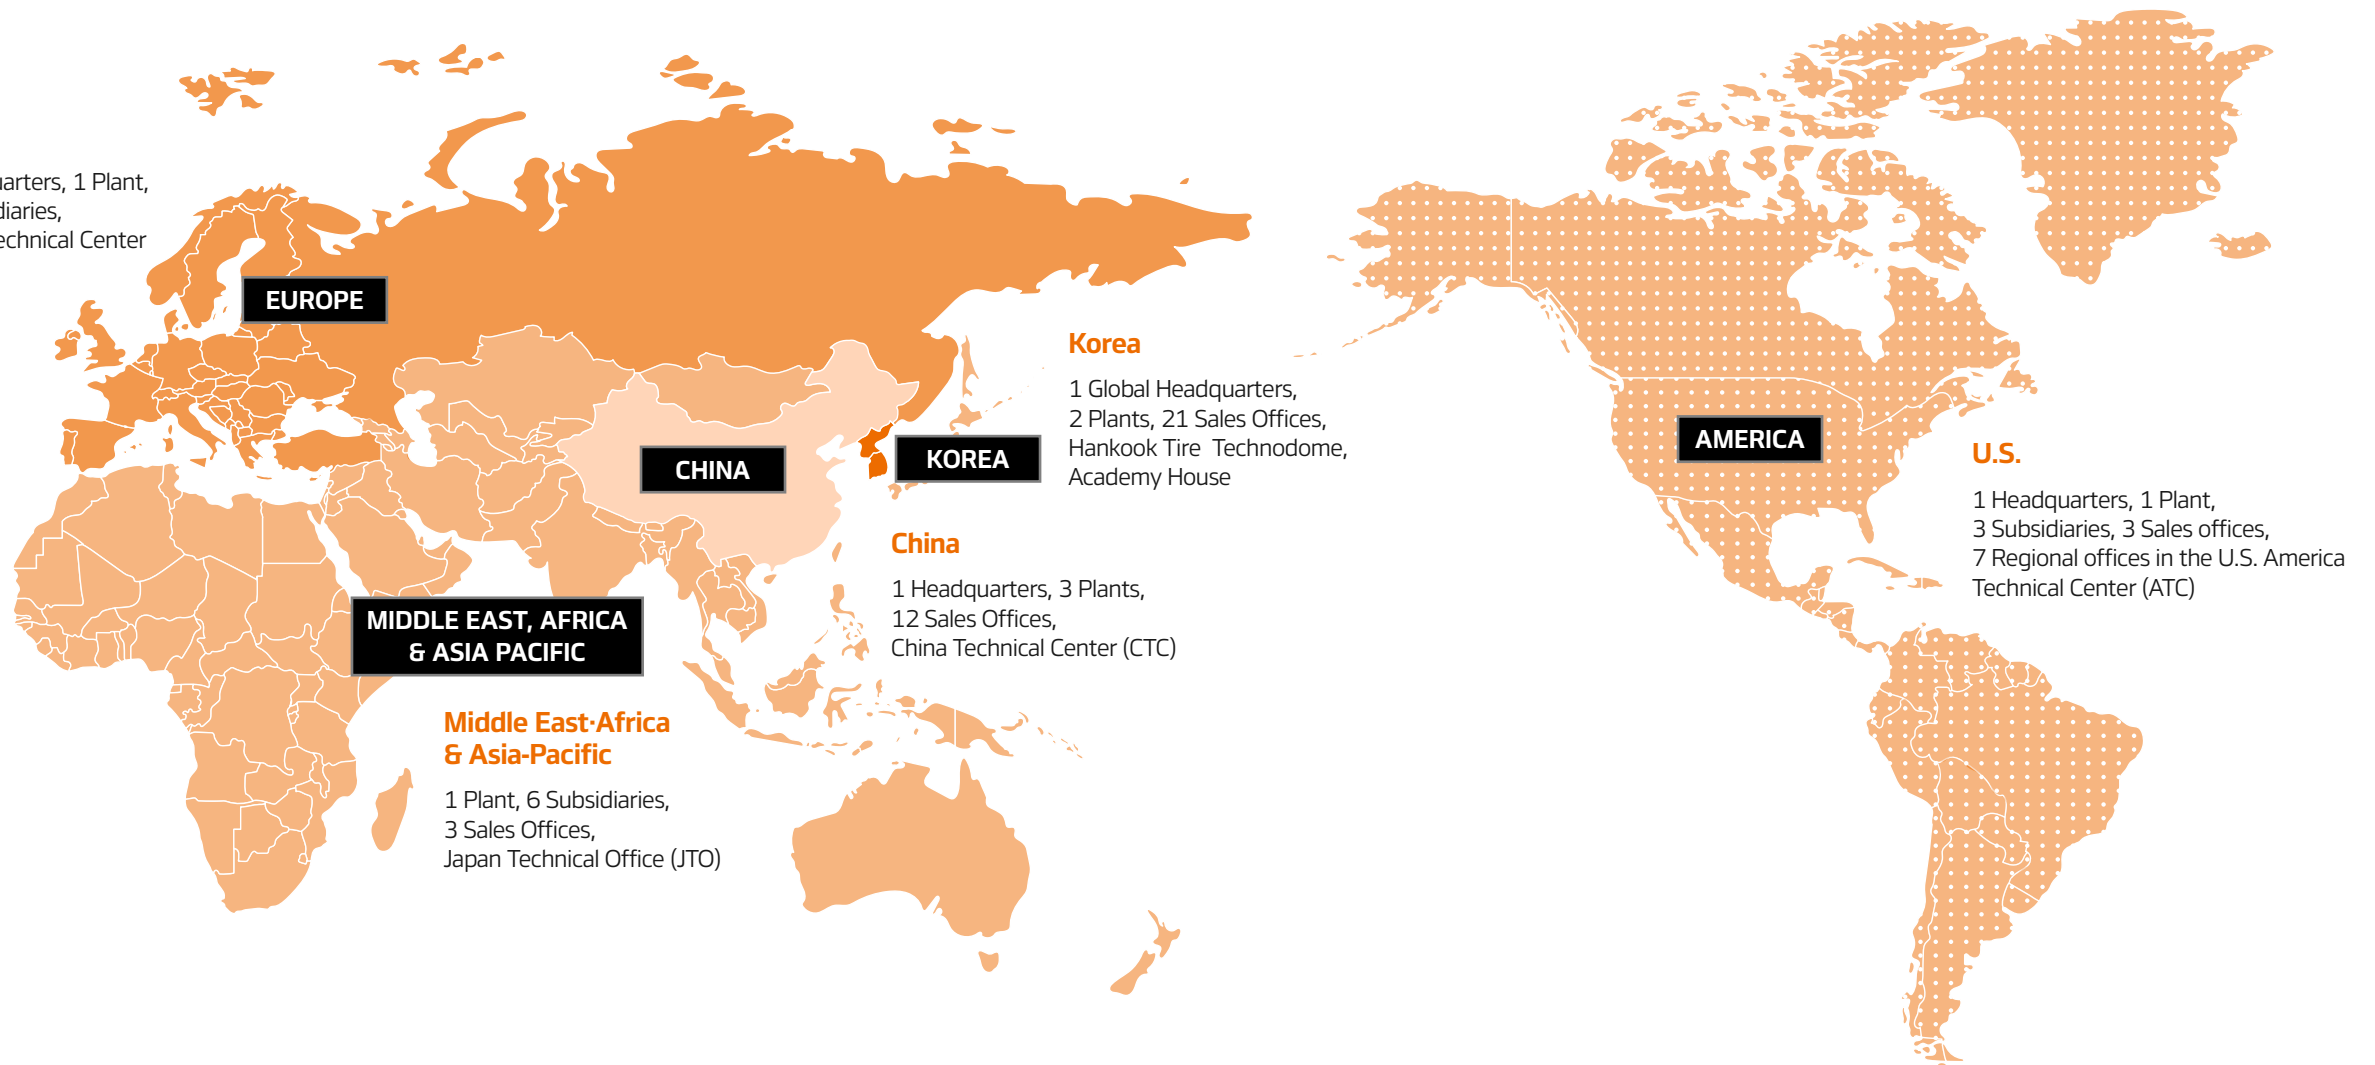 1 Plant,
Technical Center
EUROPE
Korea
1 Global Headquarters,
2 Plants, 21 Sales Offices,
Hankook Tire Technodome,
Academy House
KOREA
CHINA
AMERICA
U.S.
1 Headquarters, 1 Plant,
3 Subsidiaries, 3 Sales offices,
7 Regional offices in the U.S. America
Technical Center (ATC)
China
1 Headquarters, 3 Plants,
12 Sales Offices,
China Technical Center (CTC)
MIDDLE EAST, AFRICA
& ASIA PACIFIC
Middle East·Africa
& Asia-Pacific
1 Plant, 6 Subsidiaries,
3 Sales Offices,
Japan Technical Office (JTO)